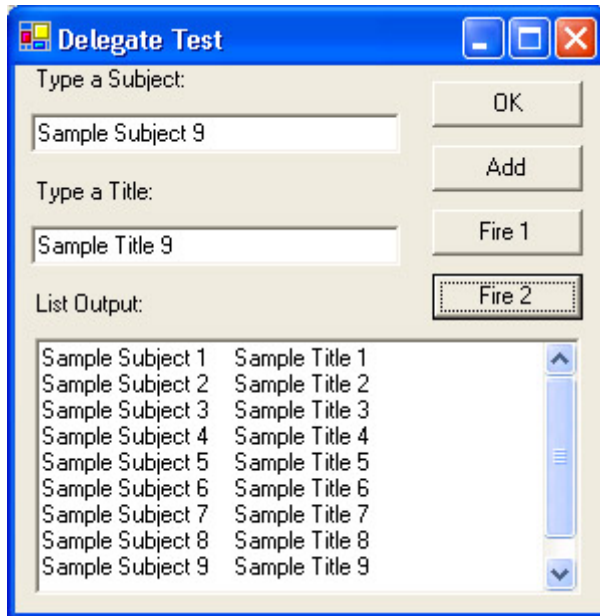 Delegate Test
Type a Subject:
OK
Sample Subject 9
Add
Type a Title:
Fire 1
Sample Title 9
Fire 2
List Output:
Sample Subject 1 Sample Title 1
Sample Subject 2 Sample Title 2
Sample Subject 3 Sample Title 3
Sample Subject 4 Sample Title 4
Sample Subject 5 Sample Title 5
Sample Subject 6 Sample Title 6
Sample Subject 7 Sample Title 7
Sample Subject 8 Sample Title 8
Sample Subject 9 Sample Title 9